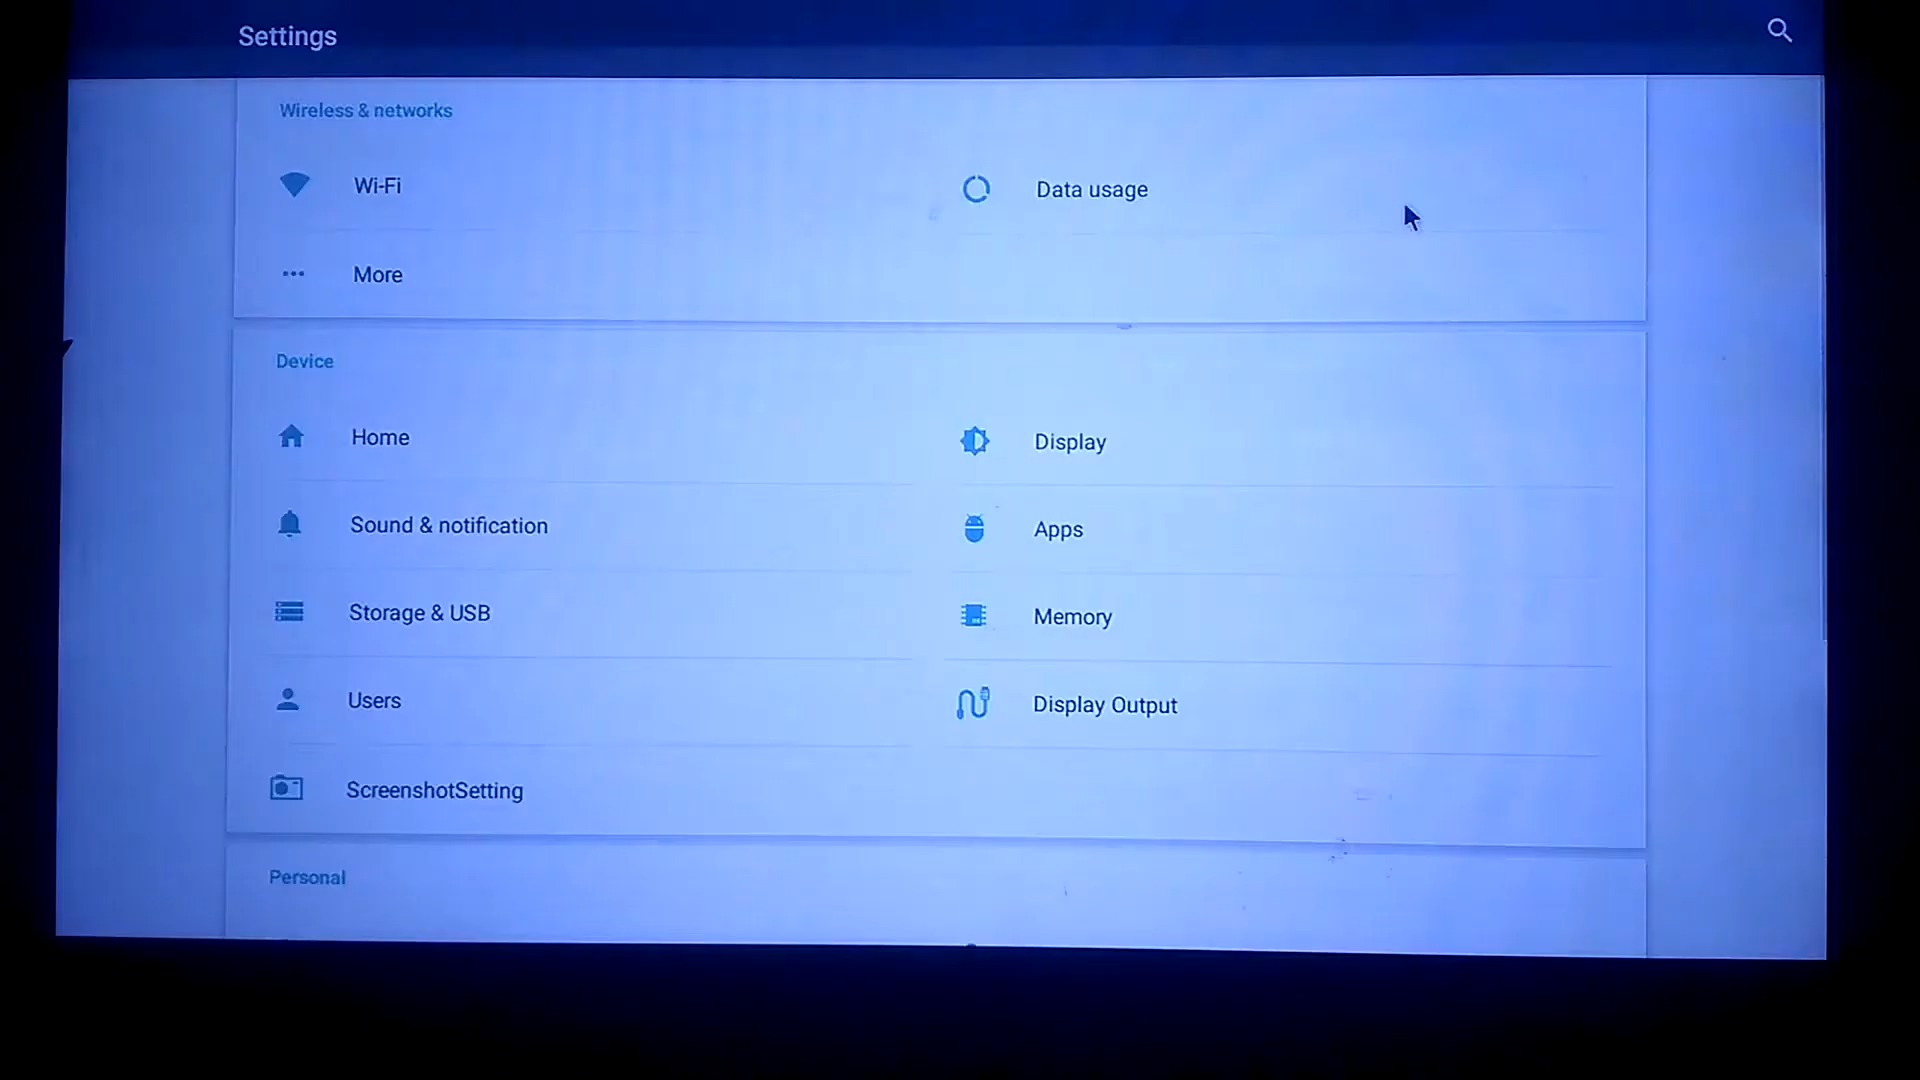 Settings
Wireless & networks
Wi-Fi
Data usage
More
Device
Home
Display
Sound & notification
Apps
Storage & USB
Memory
Users
Display Output
ScreenshotSetting
Personal